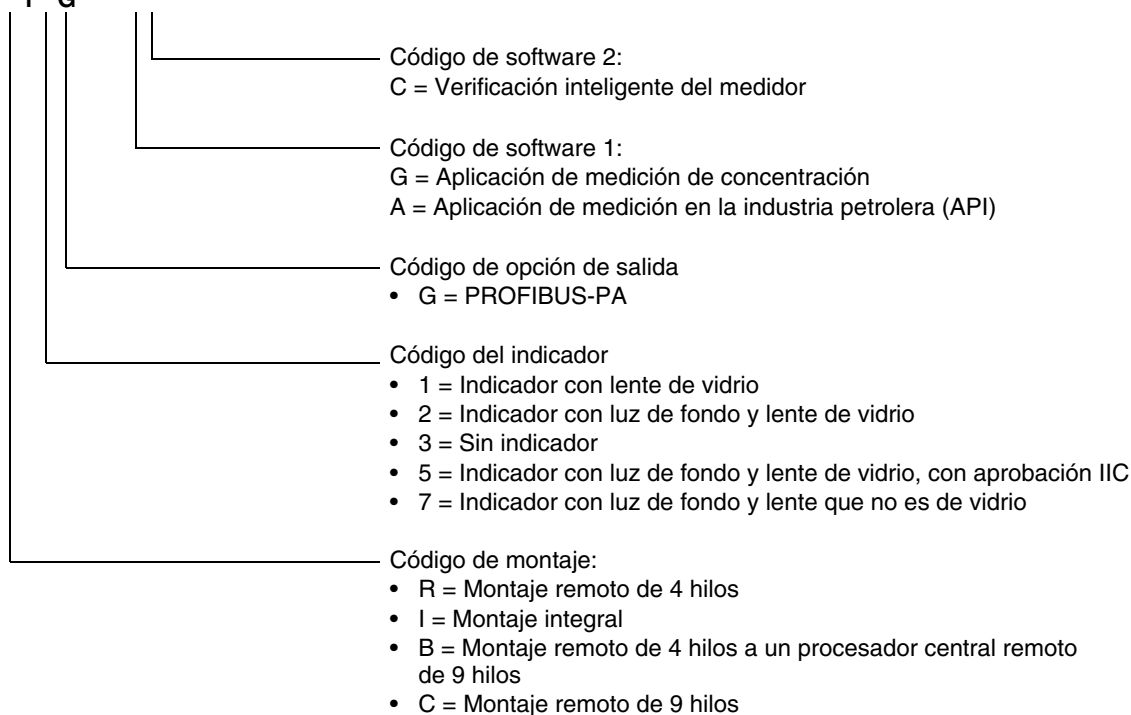 G
Código de software 2:
C = Verificación inteligente del medidor
Código de software 1:
G = Aplicación de medición de concentración
A = Aplicación de medición en la industria petrolera (API)
Código de opción de salida
• G = PROFIBUS-PA
Código del indicador
• 1 = Indicador con lente de vidrio
• 2 = Indicador con luz de fondo y lente de vidrio
• 3 = Sin indicador
• 5 = Indicador con luz de fondo y lente de vidrio, con aprobación IIC
• 7 = Indicador con luz de fondo y lente que no es de vidrio
Código de montaje:
• R = Montaje remoto de 4 hilos
• I = Montaje integral
• B = Montaje remoto de 4 hilos a un procesador central remoto
de 9 hilos
• C = Montaje remoto de 9 hilos